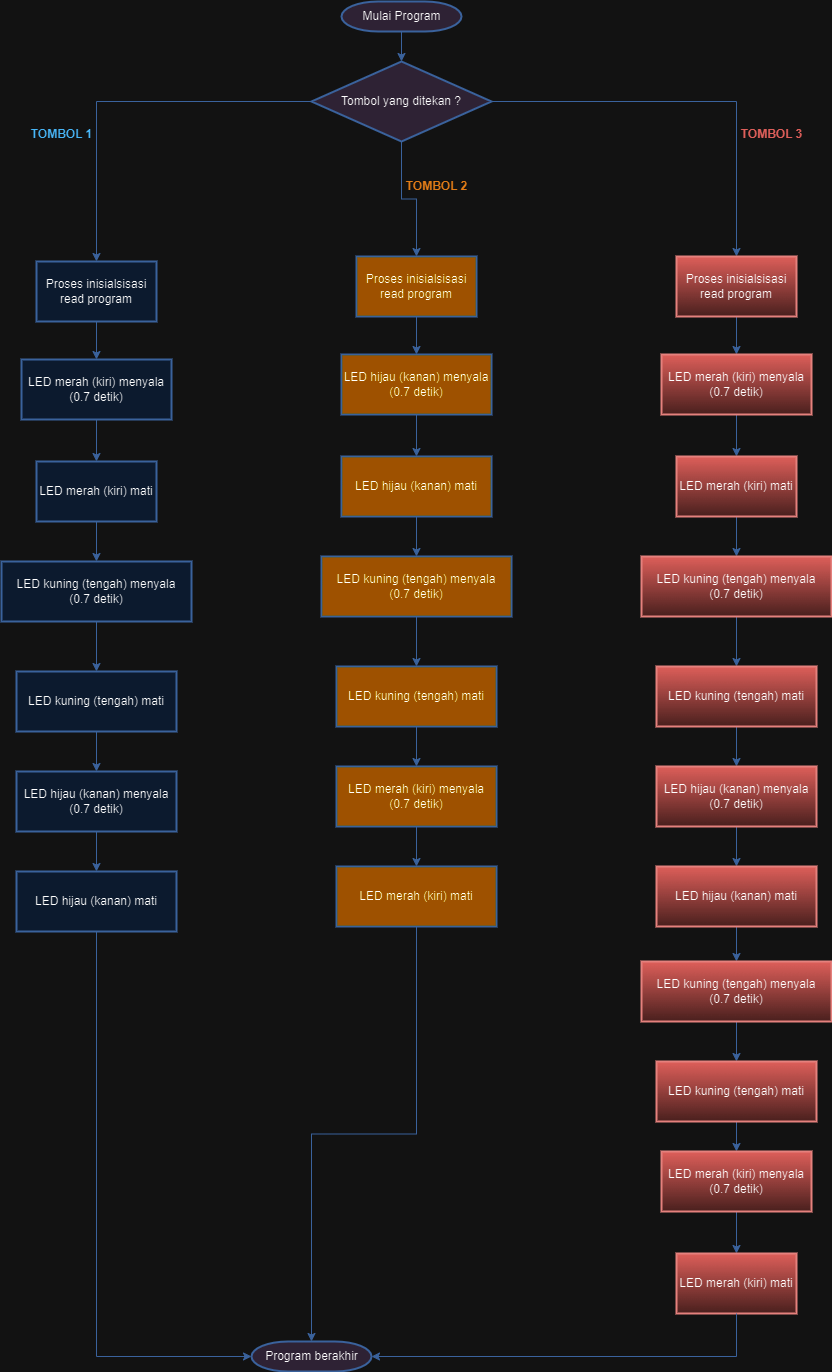 Mulai Program
Tombol yang ditekan ?
TOMBOL 1
TOMBOL 2
TOMBOL 3
Proses inisialsisasi
read program
LED merah (kiri) menyala
(0.7 detik)
LED merah (kiri) mati
LED kuning (tengah) menyala
(0.7 detik)
LED kuning (tengah) mati
LED hijau (kanan) menyala
(0.7 detik)
LED hijau (kanan) mati
Proses inisialsisasi
read program
LED hijau (kanan) menyala
(0.7 detik)
LED hijau (kanan) mati
LED kuning (tengah) menyala
(0.7 detik)
LED kuning (tengah) mati
LED merah (kiri) menyala
(0.7 detik)
LED merah (kiri) mati
Proses inisialsisasi
read program
LED merah (kiri) menyala
(0.7 detik)
LED merah (kiri) mati
LED kuning (tengah) menyala
(0.7 detik)
LED kuning (tengah) mati
LED hijau (kanan) menyala
(0.7 detik)
LED hijau (kanan) mati
LED kuning (tengah) menyala
(0.7 detik)
LED kuning (tengah) mati
LED merah (kiri) menyala
(0.7 detik)
LED merah (kiri) mati
Program berakhir